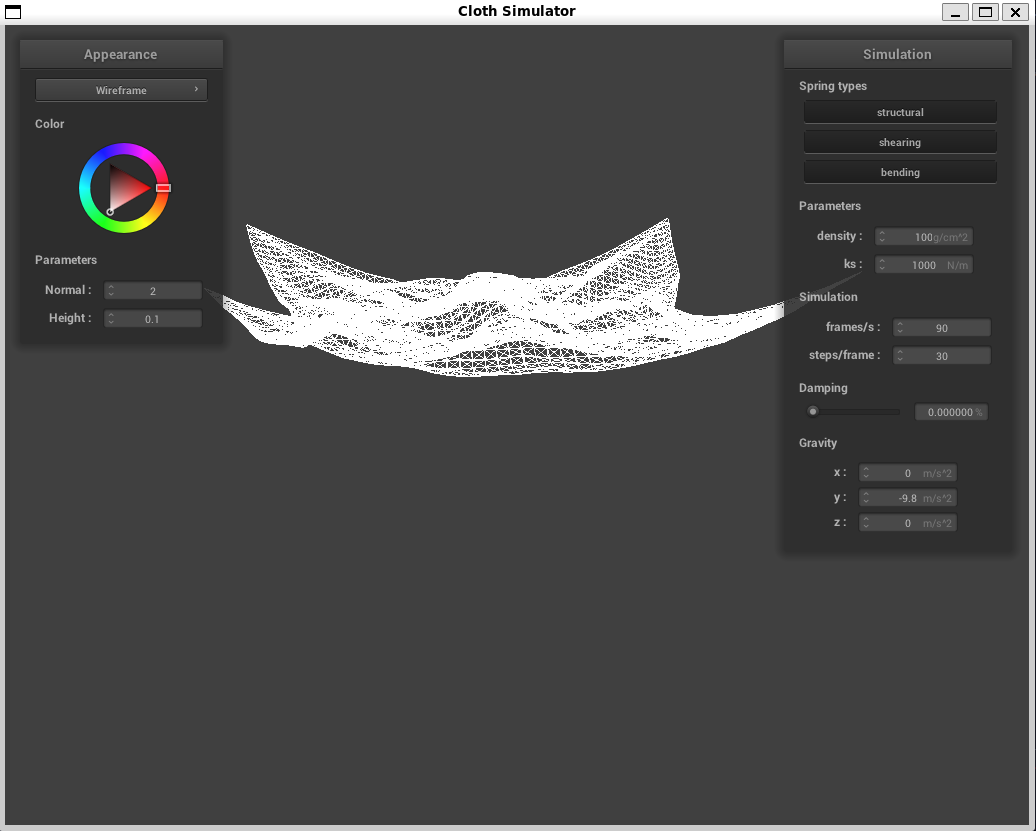 Cloth Simulator
Appearance
Wireframe
Color
Parameters
Normal : 2
Height : 0.1
Simulation
Spring types
structural
shearing
bending
Parameters
density : 100 g/cm^2
ks : 1000 N/m
Simulation
frames/s : 90
steps/frame : 30
Damping
0.000000 %
Gravity
x : 0 m/s^2
y : -9.8 m/s^2
z : 0 m/s^2